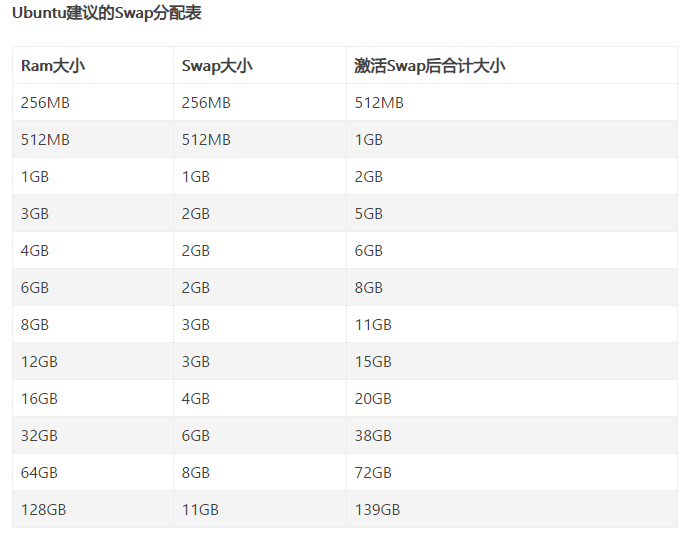 Ubuntu建议的Swap分配表
Ram大小 Swap大小 激活Swap后合计大小
256MB 256MB 512MB
512MB 512MB 1GB
1GB 1GB 2GB
3GB 2GB 5GB
4GB 2GB 6GB
6GB 2GB 8GB
8GB 3GB 11GB
12GB 3GB 15GB
16GB 4GB 20GB
32GB 6GB 38GB
64GB 8GB 72GB
128GB 11GB 139GB